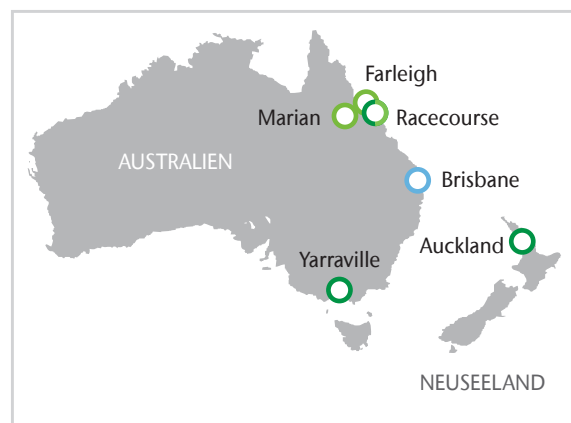 Farleigh
Marian
Racecourse
AUSTRALIEN
Brisbane
Auckland
Yarraville
NEUSEELAND